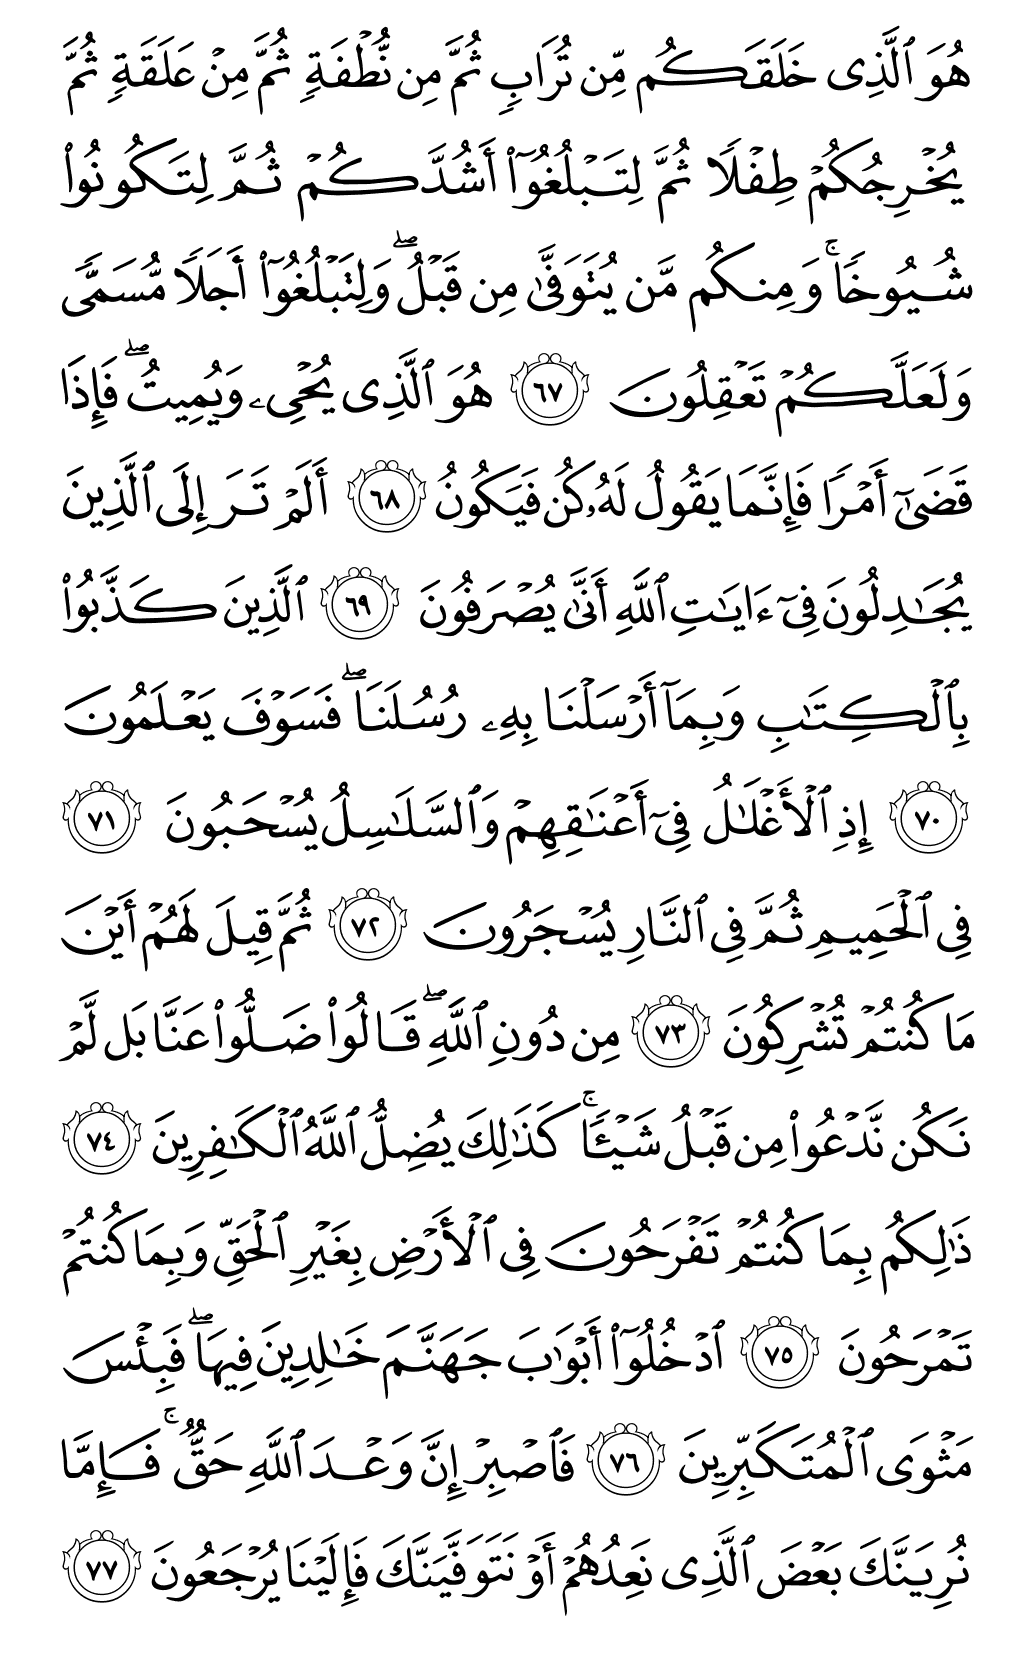 هُوَ ٱلَّذِى خَلَقَكُم مِّن تُرَابٍ ثُمَّ مِن نُّطْفَةٍ ثُمَّ مِنْ عَلَقَةٍ ثُمَّ
يُخْرِجُكُمْ طِفْلًا ثُمَّ لِتَبْلُغُوٓا۟ أَشُدَّكُمْ ثُمَّ لِتَكُونُوا۟
شُيُوخًا ۚ وَمِنكُم مَّن يُتَوَفَّىٰ مِن قَبْلُ ۖ وَلِتَبْلُغُوٓا۟ أَجَلًا مُّسَمًّى
وَلَعَلَّكُمْ تَعْقِلُونَ ٦٧ هُوَ ٱلَّذِى يُحْىِۦ وَيُمِيتُ ۖ فَإِذَا
قَضَىٰٓ أَمْرًا فَإِنَّمَا يَقُولُ لَهُۥ كُن فَيَكُونُ ٦٨ أَلَمْ تَرَ إِلَى ٱلَّذِينَ
يُجَـٰدِلُونَ فِىٓ ءَايَـٰتِ ٱللَّهِ أَنَّىٰ يُصْرَفُونَ ٦٩ ٱلَّذِينَ كَذَّبُوا۟
بِٱلْكِتَـٰبِ وَبِمَآ أَرْسَلْنَا بِهِۦ رُسُلَنَا ۖ فَسَوْفَ يَعْلَمُونَ
٧٠ إِذِ ٱلْأَغْلَـٰلُ فِىٓ أَعْنَـٰقِهِمْ وَٱلسَّلَـٰسِلُ يُسْحَبُونَ ٧١
فِى ٱلْحَمِيمِ ثُمَّ فِى ٱلنَّارِ يُسْجَرُونَ ٧٢ ثُمَّ قِيلَ لَهُمْ أَيْنَ
مَا كُنتُمْ تُشْرِكُونَ ٧٣ مِن دُونِ ٱللَّهِ ۖ قَالُوا۟ ضَلُّوا۟ عَنَّا بَل لَّمْ
نَكُن نَّدْعُوا۟ مِن قَبْلُ شَيْـًٔا ۚ كَذَٰلِكَ يُضِلُّ ٱللَّهُ ٱلْكَـٰفِرِينَ ٧٤
ذَٰلِكُم بِمَا كُنتُمْ تَفْرَحُونَ فِى ٱلْأَرْضِ بِغَيْرِ ٱلْحَقِّ وَبِمَا كُنتُمْ
تَمْرَحُونَ ٧٥ ٱدْخُلُوٓا۟ أَبْوَٰبَ جَهَنَّمَ خَـٰلِدِينَ فِيهَا ۖ فَبِئْسَ
مَثْوَى ٱلْمُتَكَبِّرِينَ ٧٦ فَٱصْبِرْ إِنَّ وَعْدَ ٱللَّهِ حَقٌّ ۚ فَإِمَّا
نُرِيَنَّكَ بَعْضَ ٱلَّذِى نَعِدُهُمْ أَوْ نَتَوَفَّيَنَّكَ فَإِلَيْنَا يُرْجَعُونَ ٧٧